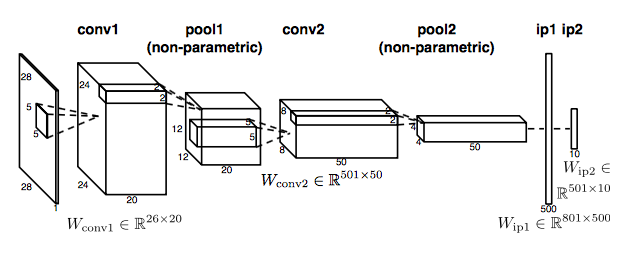 conv1
pool1
(non-parametric)
conv2
pool2
(non-parametric)
ip1 ip2
28
28
1
5
5
24
24
20
2
2
12
12
20
5
5
8
8
50
2
2
4
4
50
500
10
W_conv1 ∈ ℝ^26×20
W_conv2 ∈ ℝ^501×50
W_ip1 ∈ ℝ^801×500
W_ip2 ∈
ℝ^501×10